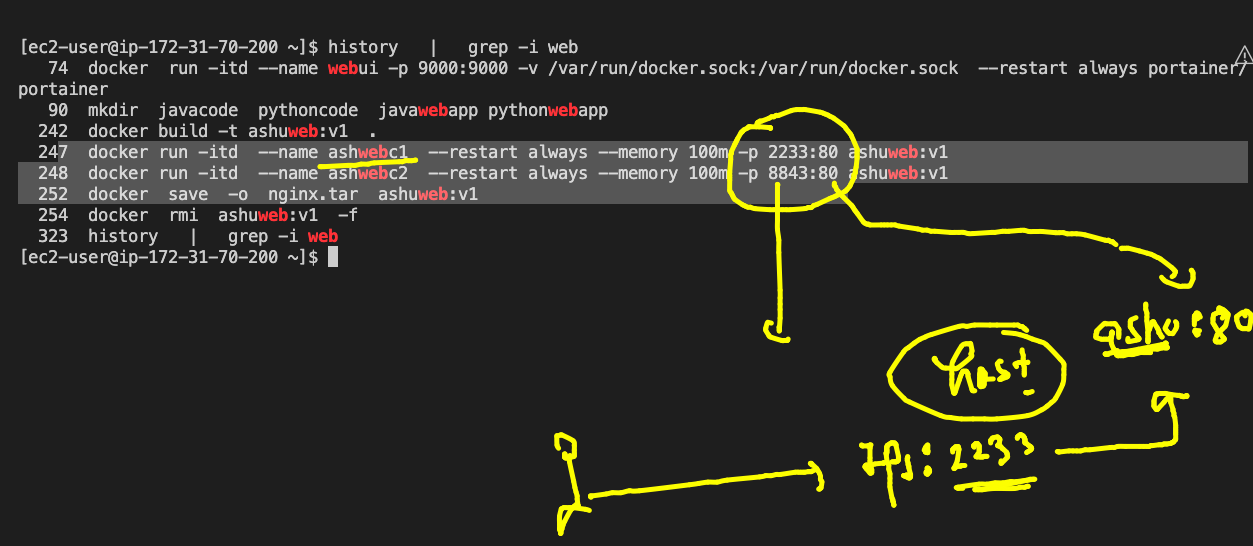 [ec2-user@ip-172-31-70-200 ~]$ history   |   grep -i web
74  docker  run -itd --name webui -p 9000:9000 -v /var/run/docker.sock:/var/run/docker.sock  --restart always portainer/
portainer
90  mkdir  javacode  pythoncode  javawebapp pythonwebapp
242  docker build -t ashuweb:v1  .
247  docker run -itd  --name ashwebc1  --restart always --memory 100m -p 2233:80 ashuweb:v1
248  docker run -itd  --name ashwebc2  --restart always --memory 100m -p 8843:80 ashuweb:v1
252  docker  save  -o  nginx.tar  ashuweb:v1
254  docker  rmi  ashuweb:v1  -f
323  history   |   grep -i web
[ec2-user@ip-172-31-70-200 ~]$
ashu:80
host
:2233